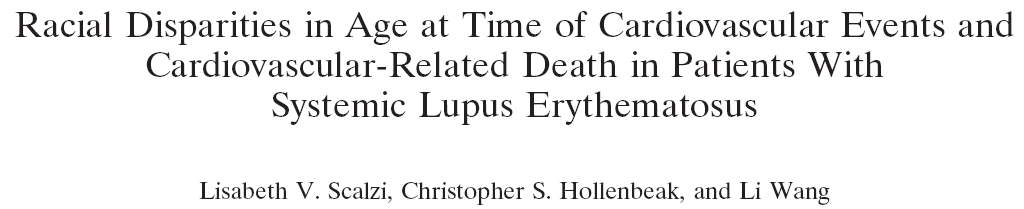 Racial Disparities in Age at Time of Cardiovascular Events and
Cardiovascular-Related Death in Patients With
Systemic Lupus Erythematosus
Lisabeth V. Scalzi, Christopher S. Hollenbeak, and Li Wang